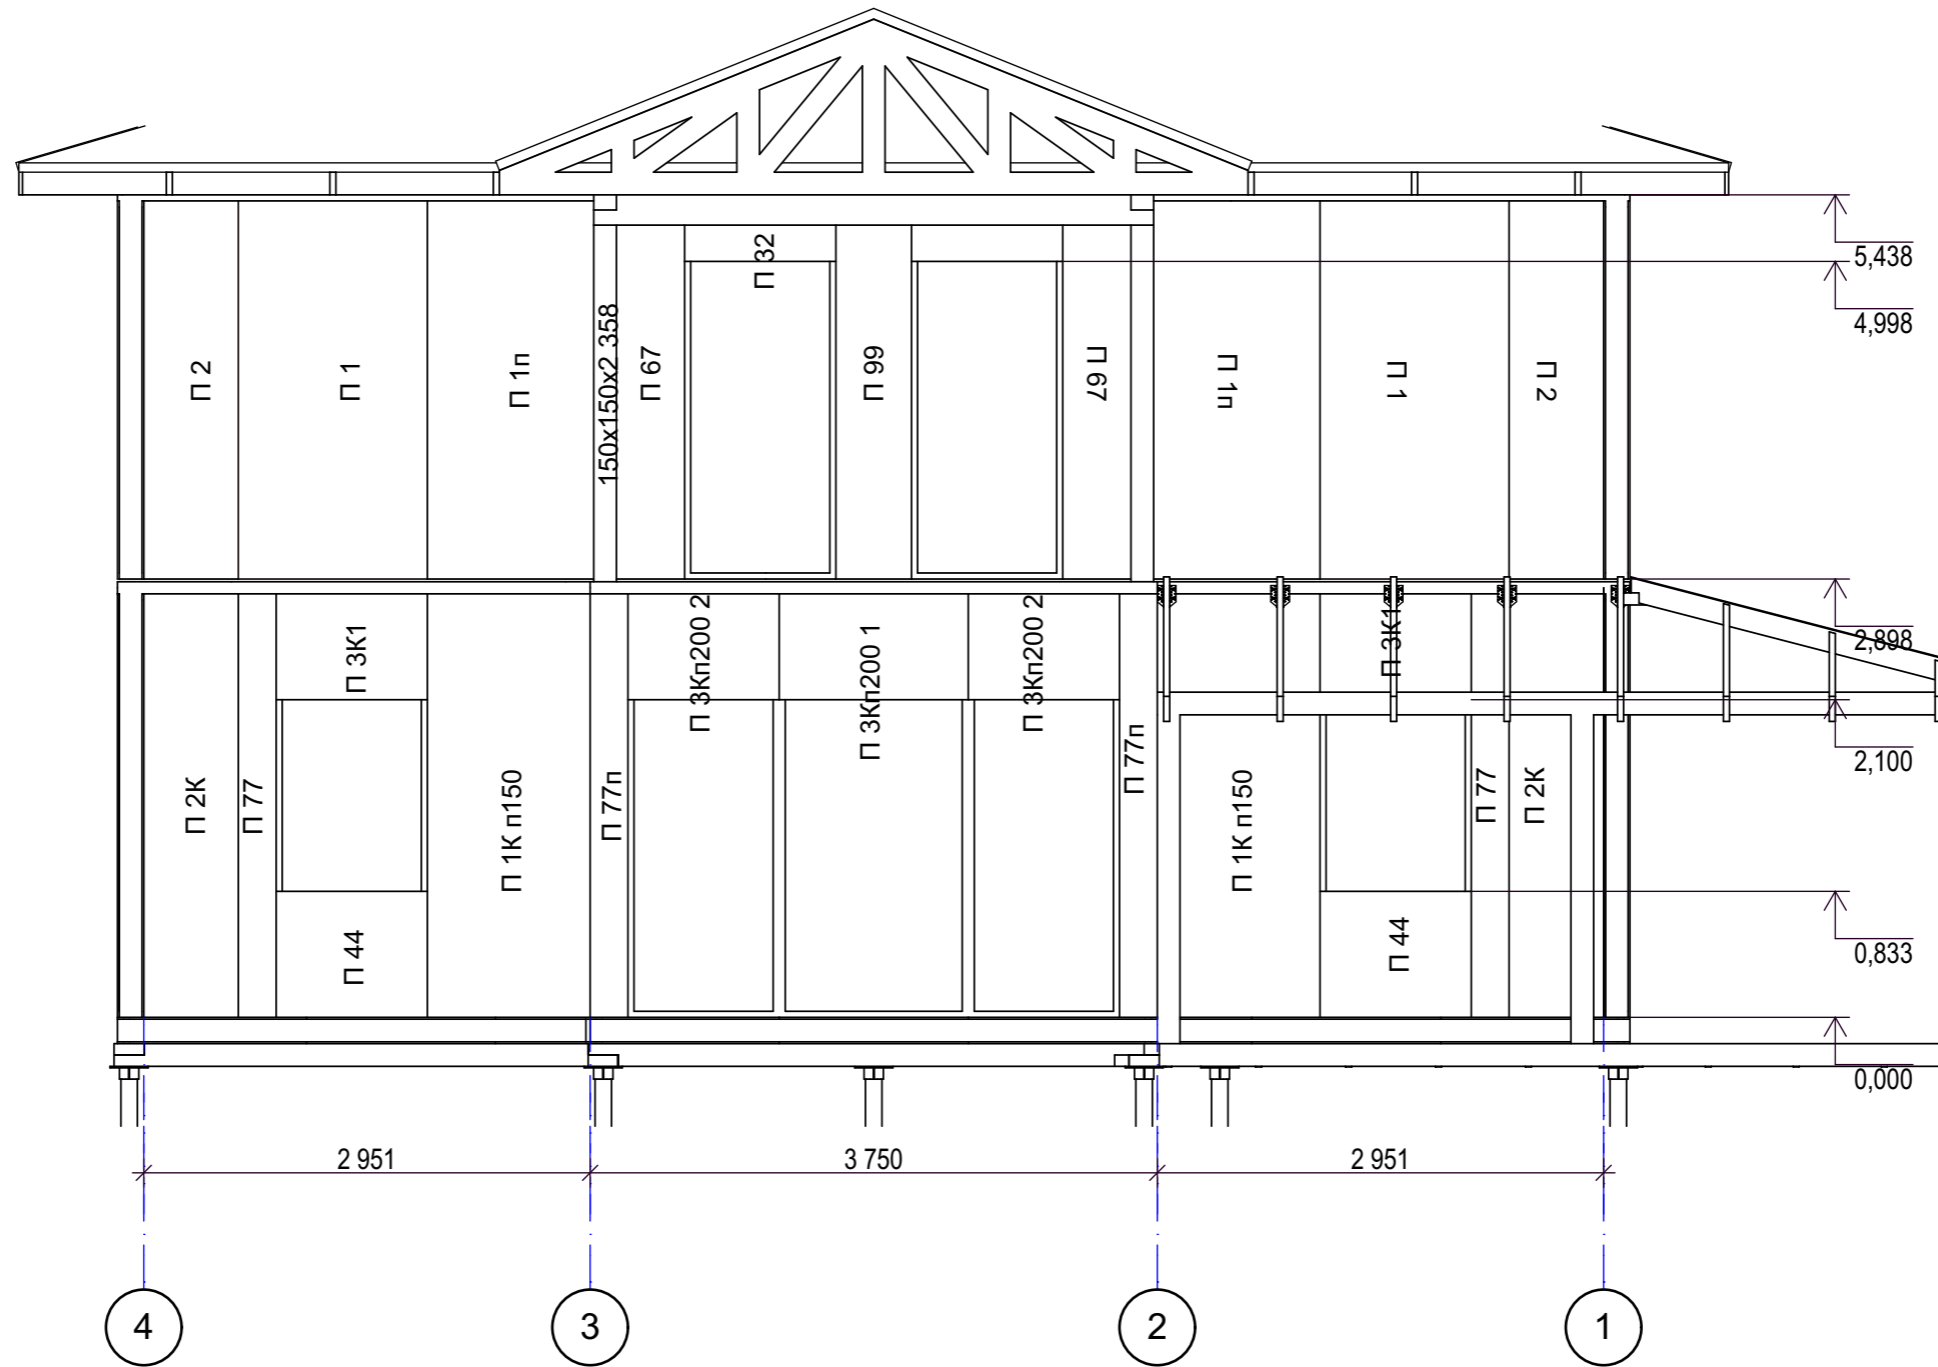 5,438
П 32
4,998
П 2
П 1
П 1п
150х150х2 358
П 67
П 99
П 67
П 1п
П 1
П 2
2,898
П 3К1
П 3Кп200 2
П 3Кп200 1
П 3Кп200 2
П 3К1
2,100
П 2К
П 77
П 1К п150
П 77п
П 77п
П 1К п150
П 77
П 2К
П 44
П 44
0,833
0,000
2 951
3 750
2 951
4
3
2
1